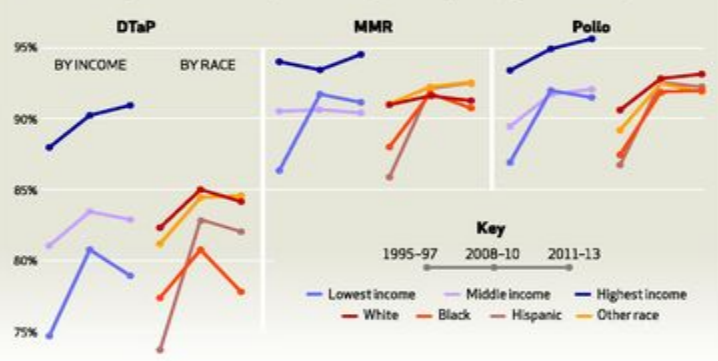 DTaP
MMR
Polio
95%
BY INCOME
BY RACE
90%
85%
80%
75%
Key
1995–97
2008–10
2011–13
Lowest income
Middle income
Highest income
White
Black
Hispanic
Other race